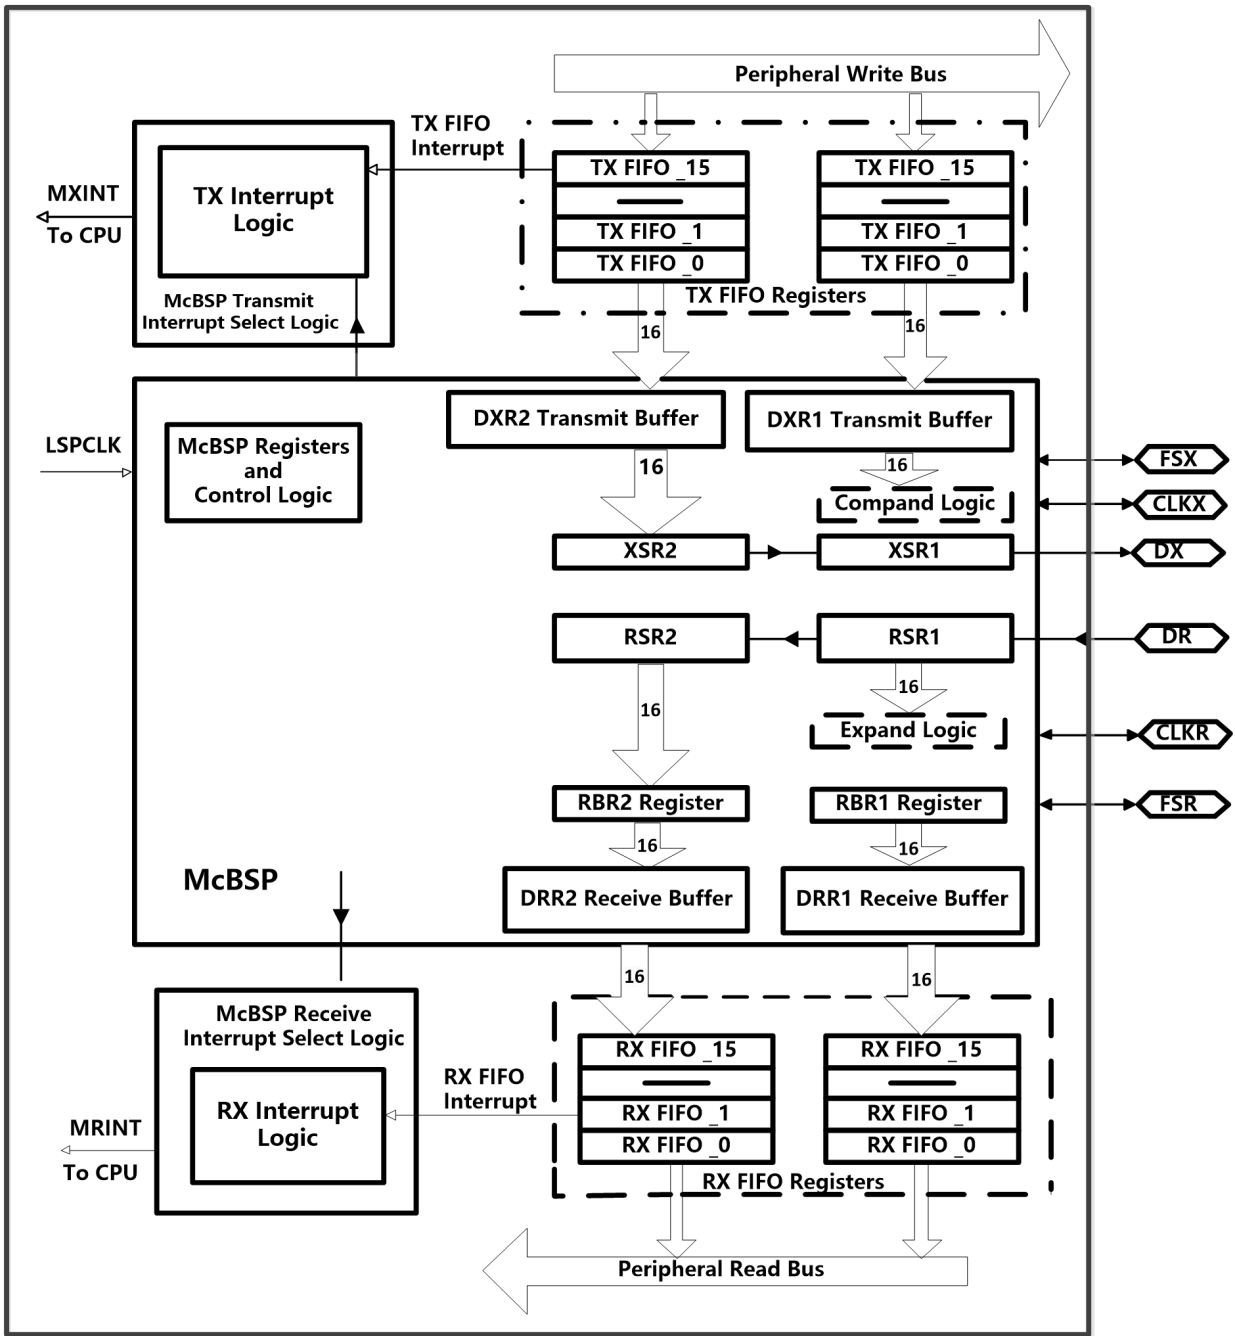 Peripheral Write Bus
TX FIFO
Interrupt
TX FIFO _15
TX FIFO _1
TX FIFO _0
TX FIFO _15
TX FIFO _1
TX FIFO _0
TX FIFO Registers
TX Interrupt
Logic
McBSP Transmit
Interrupt Select Logic
MXINT
To CPU
16
16
DXR2 Transmit Buffer
DXR1 Transmit Buffer
LSPCLK
McBSP Registers
and
Control Logic
16
16
Compand Logic
XSR2
XSR1
FSX
CLKX
DX
RSR2
RSR1
DR
16
16
Expand Logic
CLKR
RBR2 Register
RBR1 Register
FSR
16
16
McBSP
DRR2 Receive Buffer
DRR1 Receive Buffer
16
16
McBSP Receive
Interrupt Select Logic
RX Interrupt
Logic
RX FIFO
Interrupt
MRINT
To CPU
RX FIFO _15
RX FIFO _1
RX FIFO _0
RX FIFO _15
RX FIFO _1
RX FIFO _0
RX FIFO Registers
Peripheral Read Bus